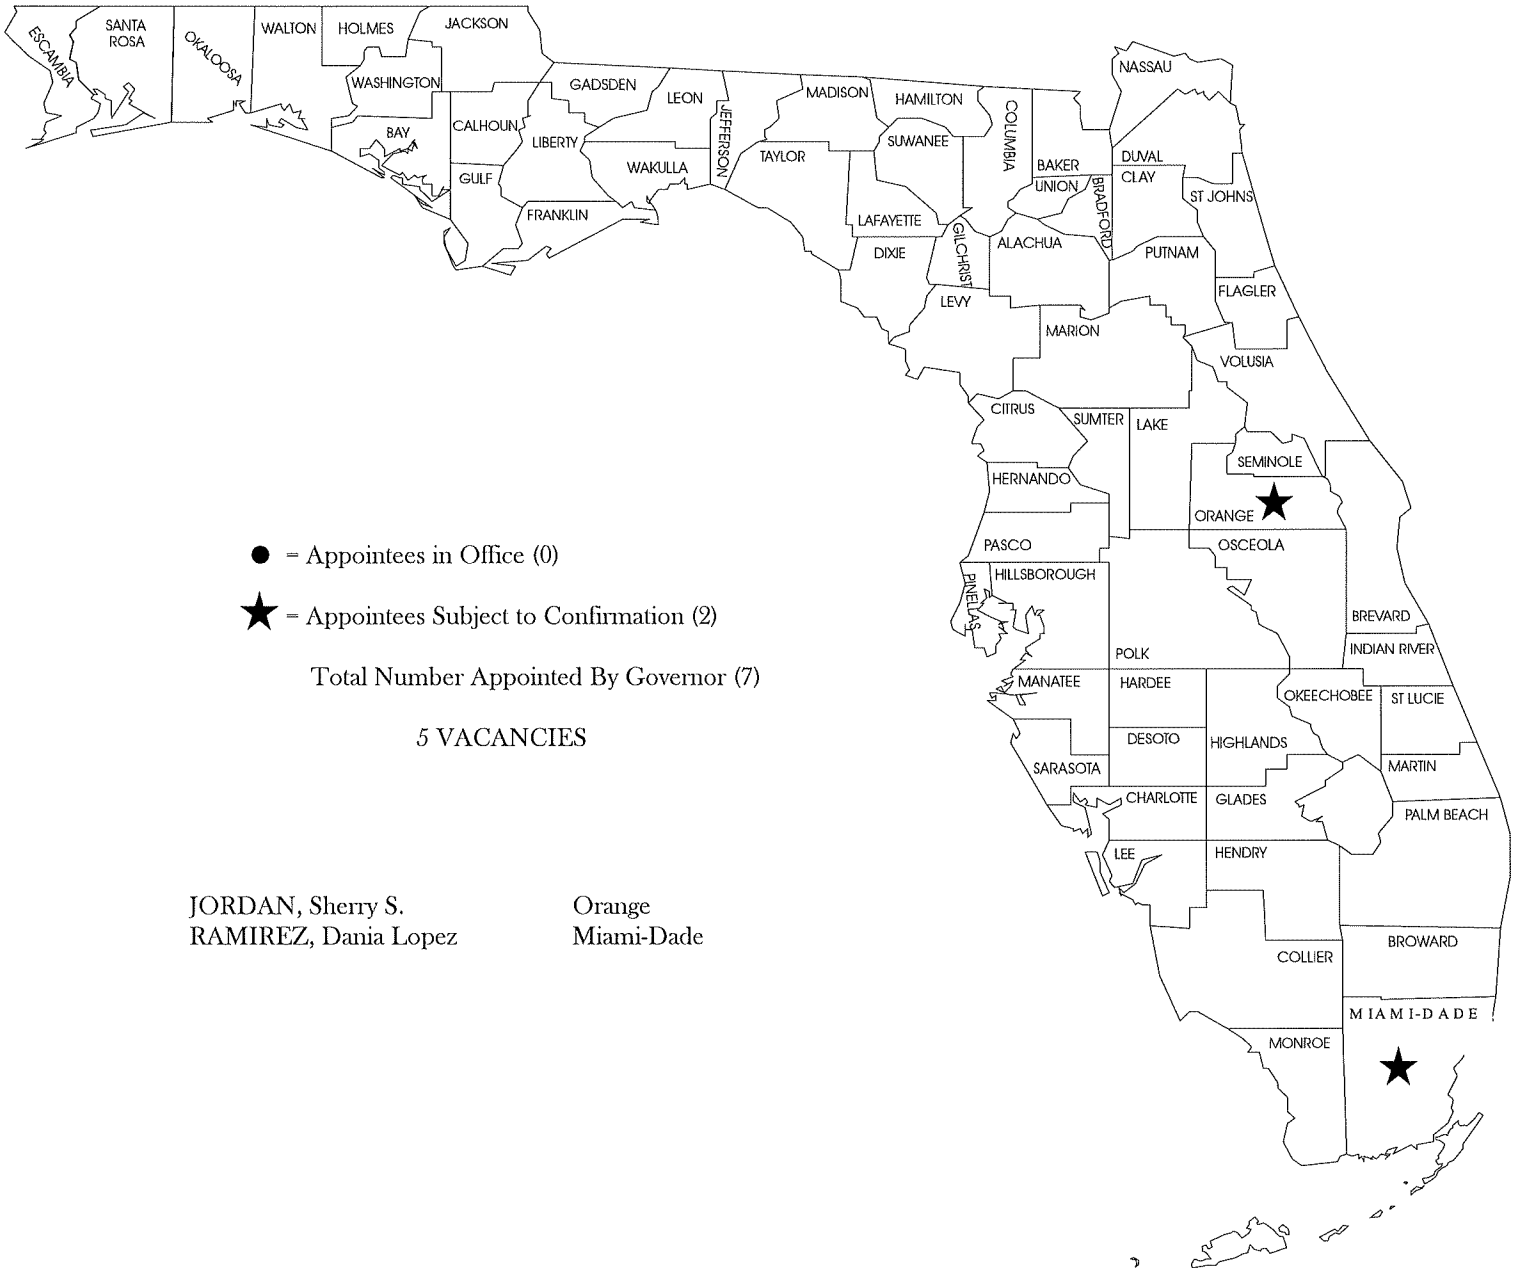 ESCAMBIA
SANTA
ROSA
OKALOOSA
WALTON
HOLMES
JACKSON
WASHINGTON
BAY
CALHOUN
GULF
GADSDEN
LIBERTY
FRANKLIN
LEON
WAKULLA
JEFFERSON
TAYLOR
MADISON
HAMILTON
SUWANEE
LAFAYETTE
DIXIE
GILCHRIST
COLUMBIA
BAKER
UNION
BRADFORD
NASSAU
DUVAL
CLAY
ST JOHNS
ALACHUA
PUTNAM
FLAGLER
LEVY
MARION
VOLUSIA
CITRUS
SUMTER
LAKE
SEMINOLE
HERNANDO
ORANGE
PASCO
OSCEOLA
HILLSBOROUGH
PINELLAS
BREVARD
POLK
INDIAN RIVER
MANATEE
HARDEE
OKEECHOBEE
ST LUCIE
DESOTO
HIGHLANDS
SARASOTA
MARTIN
CHARLOTTE
GLADES
PALM BEACH
LEE
HENDRY
BROWARD
COLLIER
MIAMI-DADE
MONROE
= Appointees in Office (0)
= Appointees Subject to Confirmation (2)
Total Number Appointed By Governor (7)
5 VACANCIES
JORDAN, Sherry S. Orange
RAMIREZ, Dania Lopez Miami-Dade